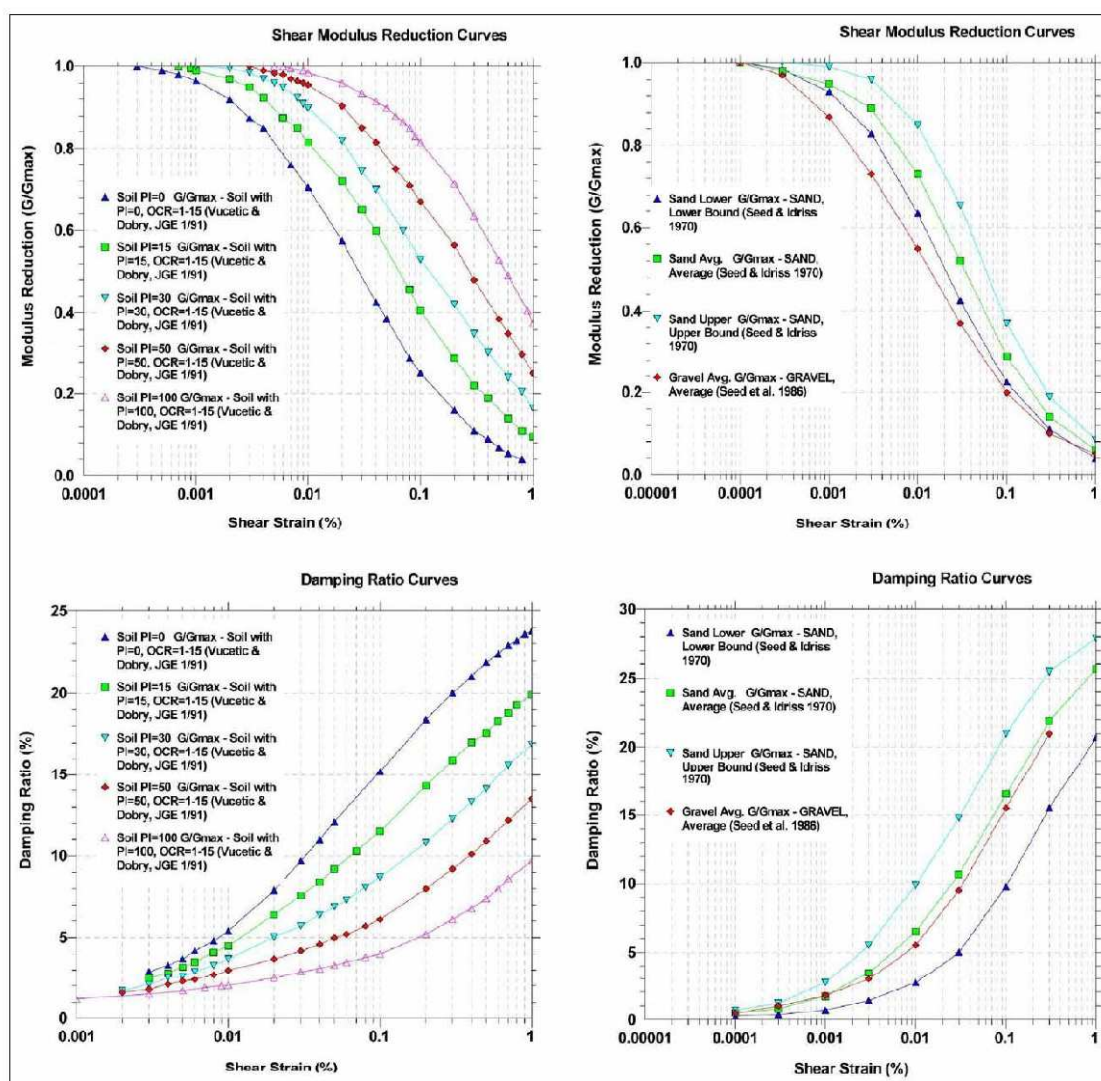 Shear Modulus Reduction Curves
Modulus Reduction (G/Gmax)
1.0
0.8
0.6
0.4
0.2
0.0
Soil PI=0 G/Gmax - Soil with
PI=0, OCR=1-15 (Vucetic &
Dobry, JGE 1/91)
Soil PI=15 G/Gmax - Soil with
PI=15, OCR=1-15 (Vucetic &
Dobry, JGE 1/91)
Soil PI=30 G/Gmax - Soil with
PI=30, OCR=1-15 (Vucetic &
Dobry, JGE 1/91)
Soil PI=50 G/Gmax - Soil with
PI=50, OCR=1-15 (Vucetic &
Dobry, JGE 1/91)
Soil PI=100 G/Gmax - Soil with
PI=100, OCR=1-15 (Vucetic &
Dobry, JGE 1/91)
0.0001 0.001 0.01 0.1 1
Shear Strain (%)
Shear Modulus Reduction Curves
Modulus Reduction (G/Gmax)
1.0
0.8
0.6
0.4
0.2
0.0
Sand Lower G/Gmax - SAND,
Lower Bound (Seed & Idriss
1970)
Sand Avg. G/Gmax - SAND,
Average (Seed & Idriss 1970)
Sand Upper G/Gmax - SAND,
Upper Bound (Seed & Idriss
1970)
Gravel Avg. G/Gmax - GRAVEL,
Average (Seed et al. 1986)
0.00001 0.0001 0.001 0.01 0.1 1
Shear Strain (%)
Damping Ratio Curves
Damping Ratio (%)
25
20
15
10
5
0
Soil PI=0 G/Gmax - Soil with
PI=0, OCR=1-15 (Vucetic &
Dobry, JGE 1/91)
Soil PI=15 G/Gmax - Soil with
PI=15, OCR=1-15 (Vucetic &
Dobry, JGE 1/91)
Soil PI=30 G/Gmax - Soil with
PI=30, OCR=1-15 (Vucetic &
Dobry, JGE 1/91)
Soil PI=50 G/Gmax - Soil with
PI=50, OCR=1-15 (Vucetic &
Dobry, JGE 1/91)
Soil PI=100 G/Gmax - Soil with
PI=100, OCR=1-15 (Vucetic &
Dobry, JGE 1/91)
0.001 0.01 0.1 1
Shear Strain (%)
Damping Ratio Curves
Damping Ratio (%)
30
25
20
15
10
5
0
Sand Lower G/Gmax - SAND,
Lower Bound (Seed & Idriss
1970)
Sand Avg. G/Gmax - SAND,
Average (Seed & Idriss 1970)
Sand Upper G/Gmax - SAND,
Upper Bound (Seed & Idriss
1970)
Gravel Avg. G/Gmax - GRAVEL,
Average (Seed et al. 1986)
0.00001 0.0001 0.001 0.01 0.1 1
Shear Strain (%)